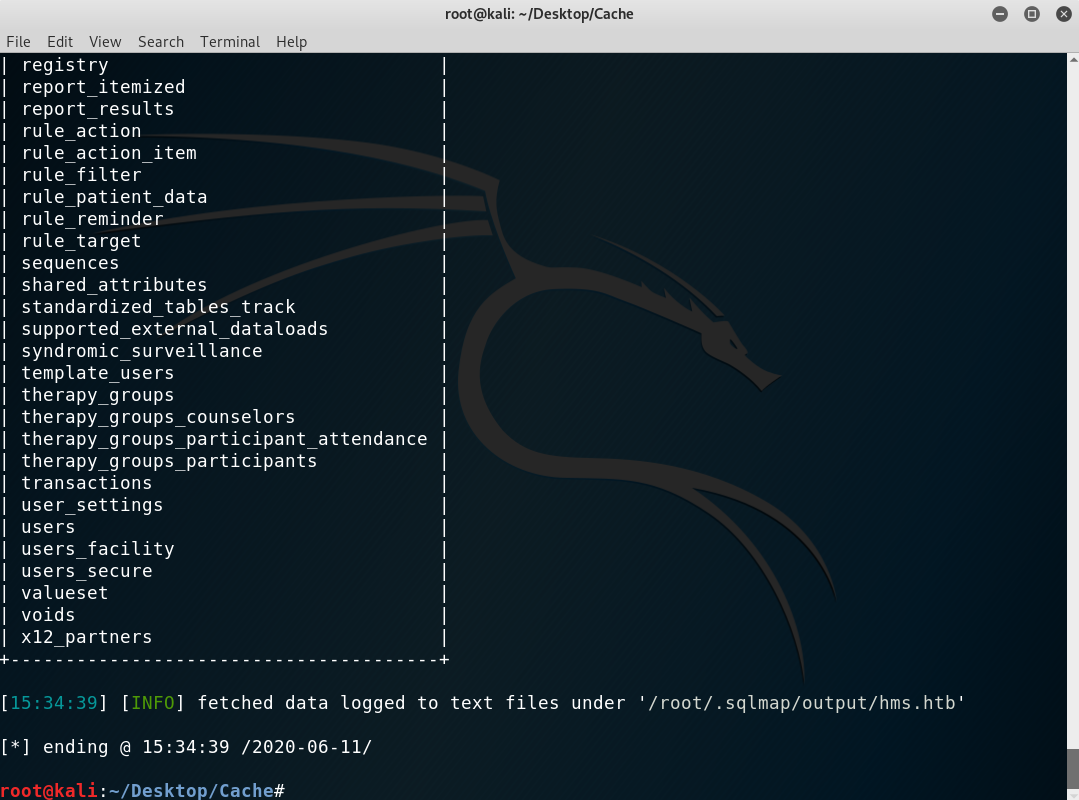 root@kali: ~/Desktop/Cache
File Edit View Search Terminal Help
| registry |
| report_itemized |
| report_results |
| rule_action |
| rule_action_item |
| rule_filter |
| rule_patient_data |
| rule_reminder |
| rule_target |
| sequences |
| shared_attributes |
| standardized_tables_track |
| supported_external_dataloads |
| syndromic_surveillance |
| template_users |
| therapy_groups |
| therapy_groups_counselors |
| therapy_groups_participant_attendance |
| therapy_groups_participants |
| transactions |
| user_settings |
| users |
| users_facility |
| users_secure |
| valueset |
| voids |
| x12_partners |
+---------------------------------------+
[15:34:39] [INFO] fetched data logged to text files under '/root/.sqlmap/output/hms.htb'
[*] ending @ 15:34:39 /2020-06-11/
root@kali:~/Desktop/Cache#